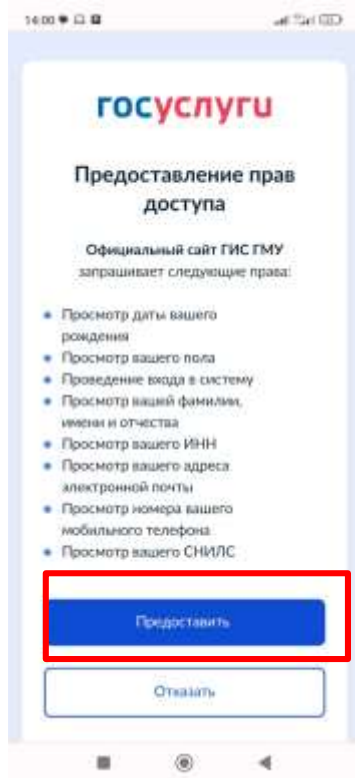 14:00
госуслуги
Предоставление прав
доступа
Официальный сайт ГИС ГМУ
запрашивает следующие права:
Просмотр даты вашего
рождения
Просмотр вашего пола
Проведение входа в систему
Просмотр вашей фамилии,
имени и отчества
Просмотр вашего ИНН
Просмотр вашего адреса
электронной почты
Просмотр номера вашего
мобильного телефона
Просмотр вашего СНИЛС
Предоставить
Отказать